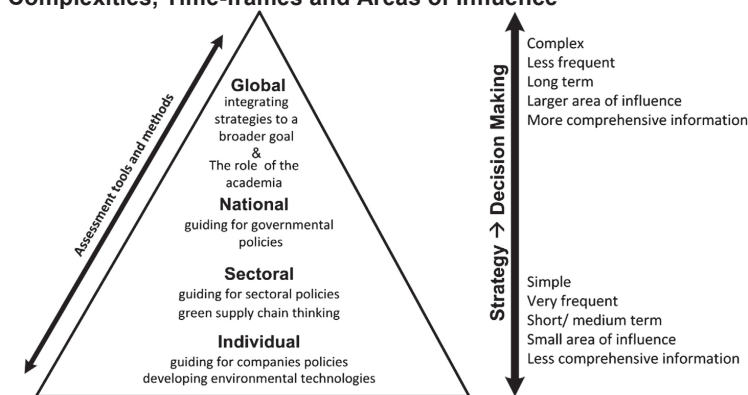 Complexities, Time-frames and Areas of Influence
Assessment tools and methods
Global
integrating
strategies to a
broader goal
&
The role of the
academia
National
guiding for governmental
policies
Sectoral
guiding for sectoral policies
green supply chain thinking
Individual
guiding for companies policies
developing environmental technologies
Strategy → Decision Making
Complex
Less frequent
Long term
Larger area of influence
More comprehensive information
Simple
Very frequent
Short/ medium term
Small area of influence
Less comprehensive information